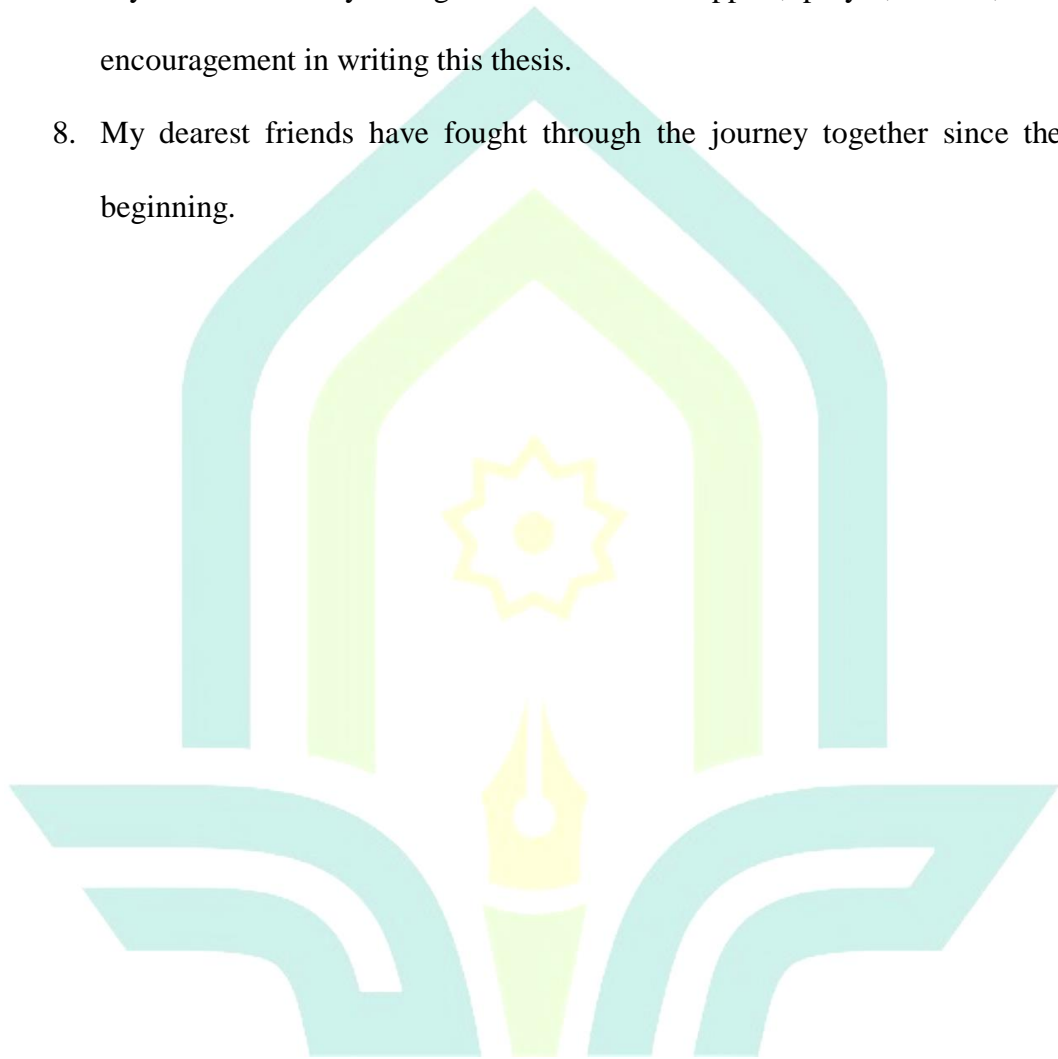 encouragement in writing this thesis.
8. My dearest friends have fought through the journey together since the
beginning.